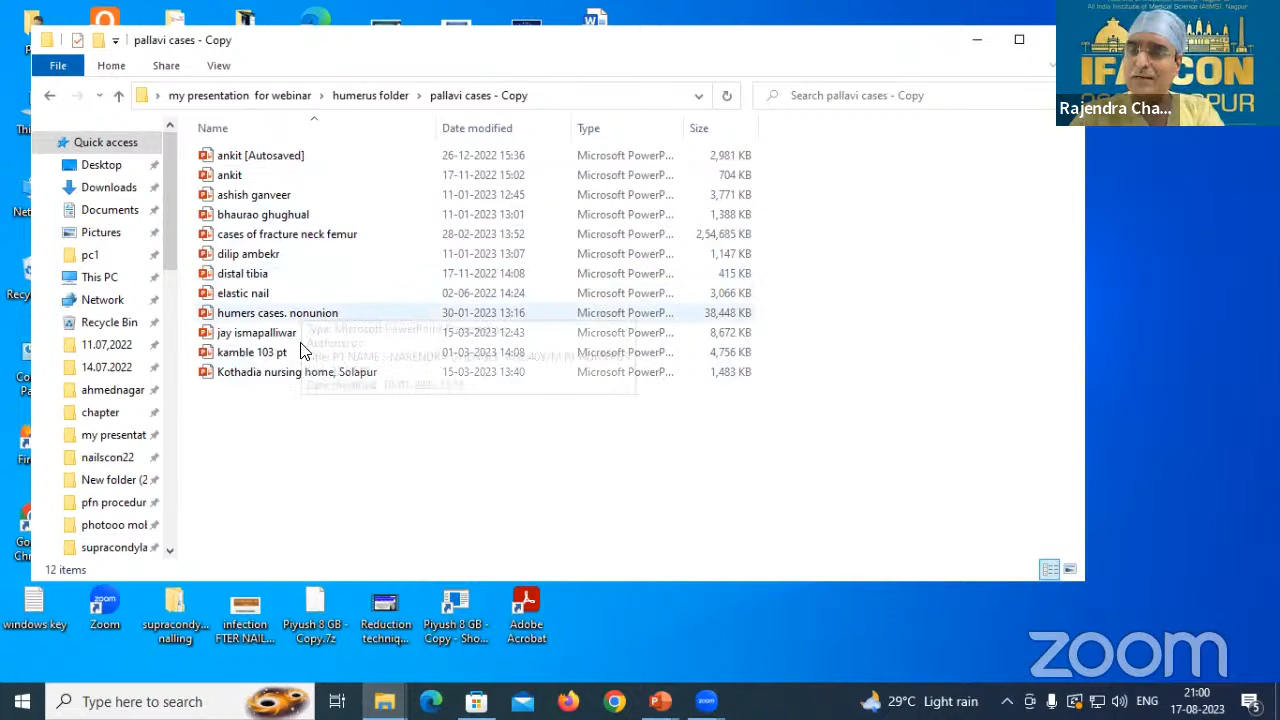 pallavi cases - Copy
File
Home
Share
View
my presentation for webinar
humerus folder
pallavi cases - Copy
Search pallavi cases - Copy
Name
Date modified
Type
Size
Quick access
Desktop
Downloads
Documents
Pictures
pc1
This PC
Network
Recycle Bin
11.07,2022
14.07.2022
ahmednagar
chapter
my presentat
nailscon22
New folder (2
pfn procedur
photooo mob
supracondyla
ankit [Autosaved] 26-12-2022 15:36 Microsoft PowerP... 2,981 KB
ankit 17-11-2022 15:02 Microsoft PowerP... 704 KB
ashish ganveer 11-01-2023 12:45 Microsoft PowerP... 3,771 KB
bhaurao ghughual 11-01-2023 13:01 Microsoft PowerP... 1,388 KB
cases of fracture neck femur 28-02-2023 13:52 Microsoft PowerP... 2,54,685 KB
dilip ambekr 11-01-2023 13:07 Microsoft PowerP... 1,147 KB
distal tibia 17-11-2022 14:08 Microsoft PowerP... 415 KB
elastic nail 02-06-2022 14:24 Microsoft PowerP... 3,066 KB
humers cases. nonunion 30-01-2023 13:16 Microsoft PowerP... 38,448 KB
jay ismapalliwar 15-03-2023 12:43 Microsoft PowerP... 8,672 KB
kamble 103 pt 01-03-2023 14:08 Microsoft PowerP... 4,756 KB
Kothadia nursing home, Solapur 15-03-2023 13:40 Microsoft PowerP... 1,483 KB
12 items
Rajendra Cha...
windows key
Zoom
supracondy...
nalling
infection
FTER NAIL...
Piyush 8 GB -
Copy.7z
Reduction
techniq...
Piyush 8 GB -
Copy - Sho...
Adobe
Acrobat
zoom
Type here to search
29°C Light rain
ENG
21:00
17-08-2023
5